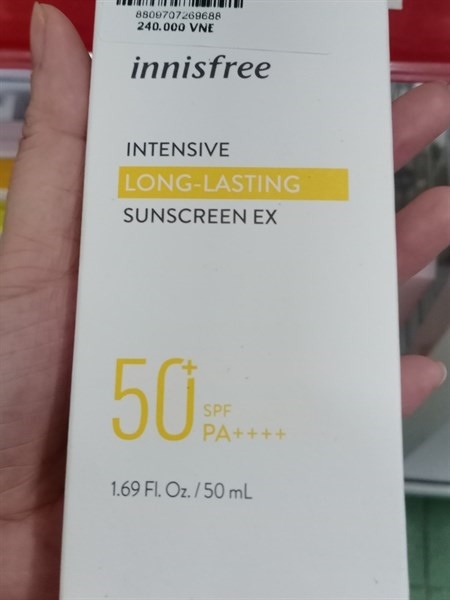 8809707269688
240.000 VNE
innisfree
INTENSIVE
LONG-LASTING
SUNSCREEN EX
50+
SPF
PA++++
1.69 Fl. Oz. / 50 mL